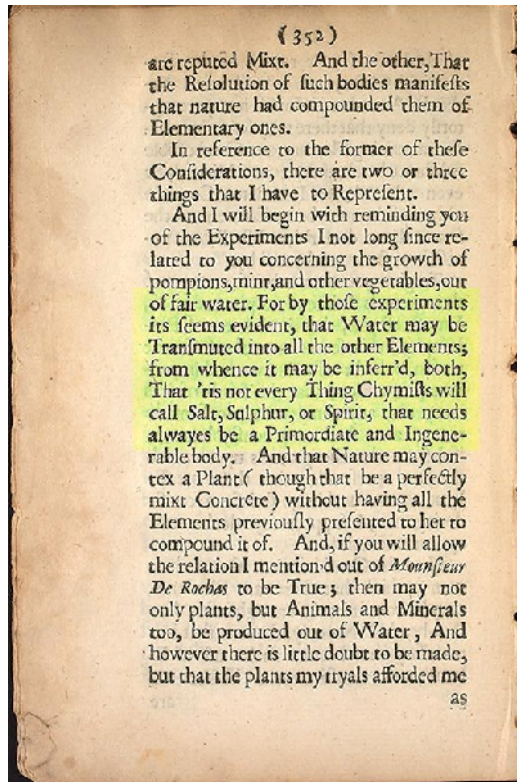 (352)
are reputed Mixt. And the other, That
the Reſolution of ſuch bodies manifeſts
that nature had compounded them of
Elementary ones.
In reference to the former of theſe
Conſiderations, there are two or three
things that I have to Repreſent.
And I will begin with reminding you
of the Experiments I not long ſince re-
lated to you concerning the growth of
pompions, mint, and other vegetables, out
of fair water. For by thoſe experiments
its ſeems evident, that Water may be
Tranſmuted into all the other Elements;
from whence it may be inferr'd, both,
That 'tis not every Thing Chymiſts will
call Salt, Sulphur, or Spirit, that needs
alwayes be a Primordiate and Ingene-
rable body. And that Nature may con-
tex a Plant (though that be a perfectly
mixt Concrete) without having all the
Elements previouſly preſented to her to
compound it of. And, if you will allow
the relation I mention'd out of Mounſieur
De Rochas to be True; then may not
only plants, but Animals and Minerals
too, be produced out of Water, And
however there is little doubt to be made,
but that the plants my tryals afforded me
as